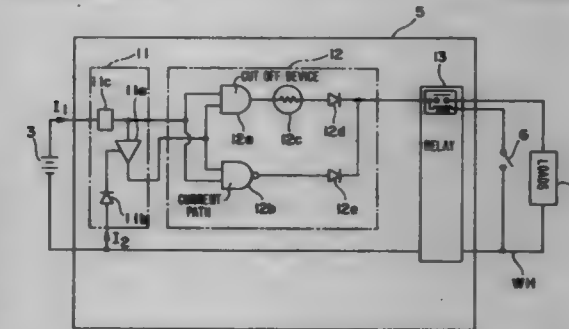 5
11
12
13
11c
11a
CUT OFF DEVICE
I1
12a
12c
12d
3
RELAY
6
LOADS
CURRENT PATH
12b
12e
11b
I2
WH